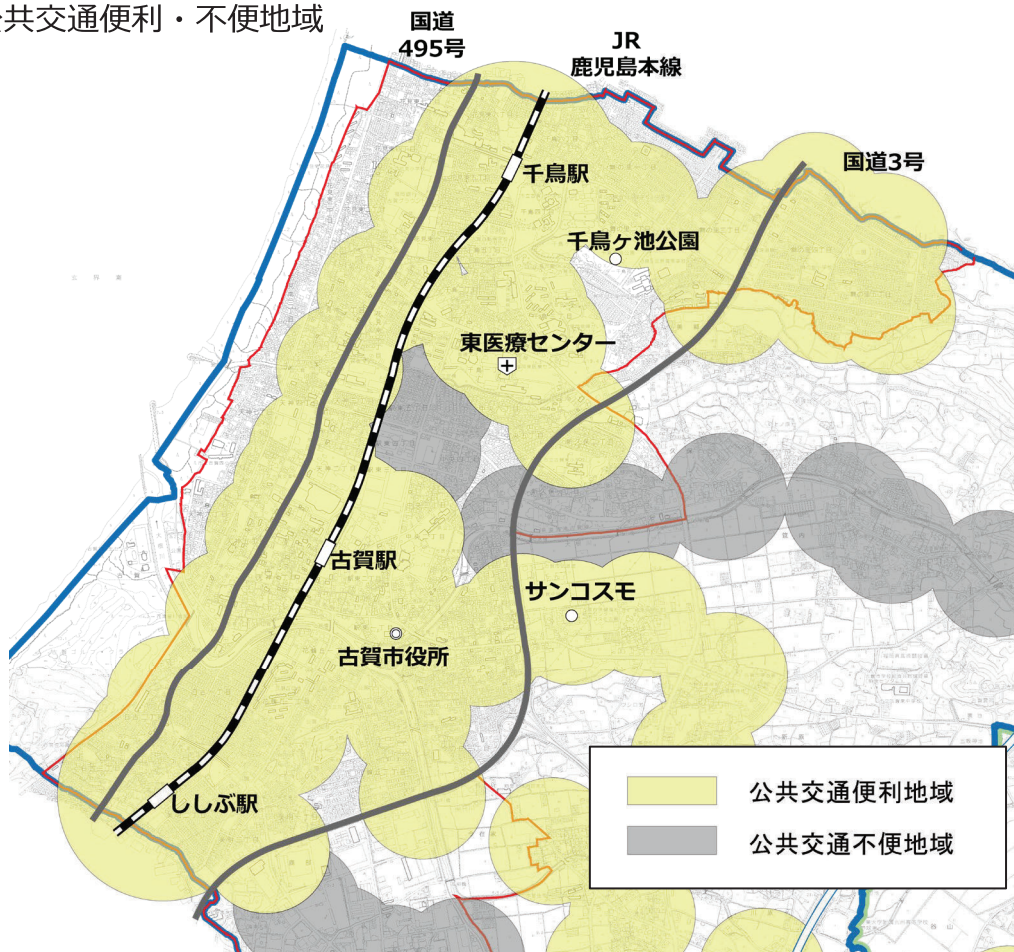 共交通便利・不便地域
国道
495号
JR
鹿児島本線
国道3号
千鳥駅
千鳥ヶ池公園
東医療センター
古賀駅
サンコスモ
古賀市役所
ししぶ駅
公共交通便利地域
公共交通不便地域